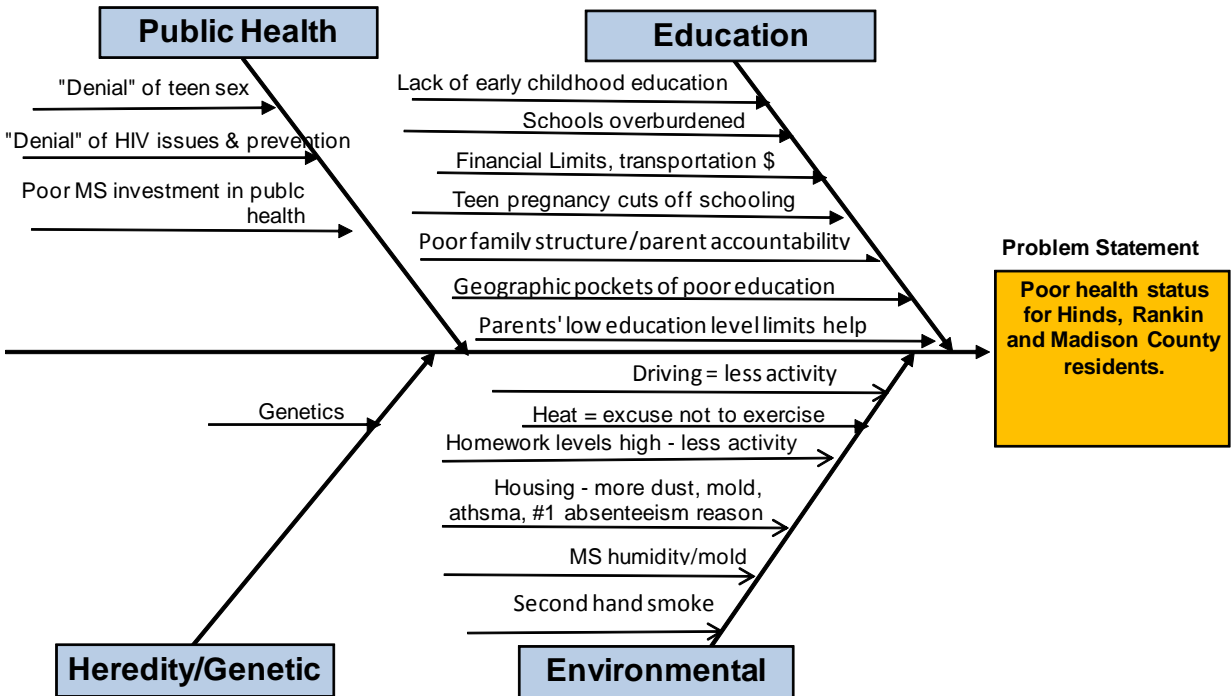 Public Health
"Denial" of teen sex
"Denial" of HIV issues & prevention
Poor MS investment in publc
health
Education
Lack of early childhood education
Schools overburdened
Financial Limits, transportation $
Teen pregnancy cuts off schooling
Poor family structure/parent accountability
Geographic pockets of poor education
Parents' low education level limits help
Problem Statement
Poor health status
for Hinds, Rankin
and Madison County
residents.
Genetics
Heredity/Genetic
Driving = less activity
Heat = excuse not to exercise
Homework levels high - less activity
Housing - more dust, mold,
athsma, #1 absenteeism reason
MS humidity/mold
Second hand smoke
Environmental